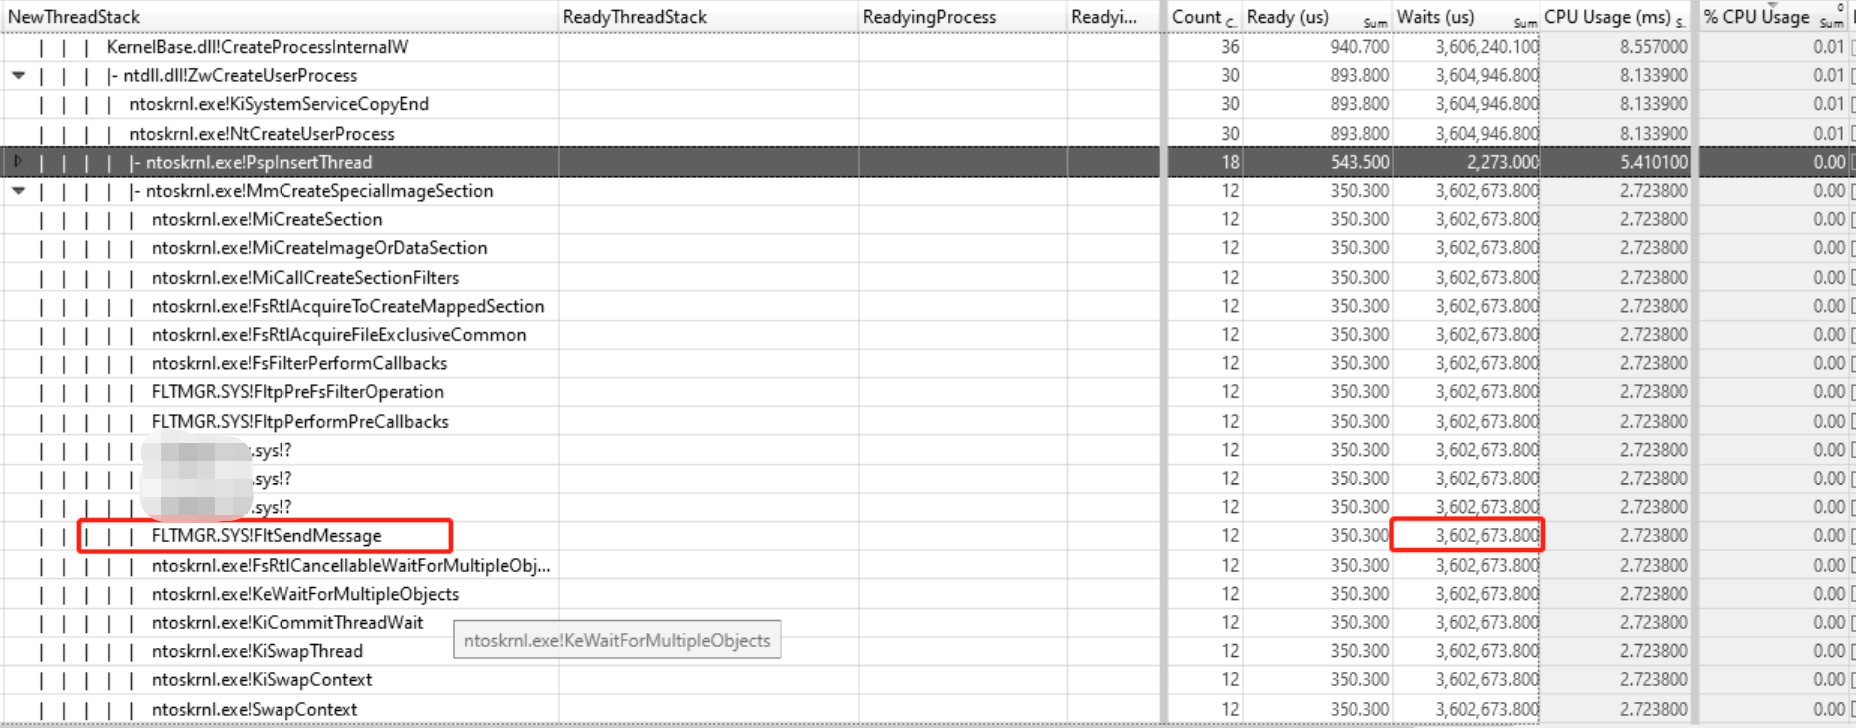 NewThreadStack ReadyThreadStack ReadyingProcess Readyi... Count C... Ready (us) Sum Waits (us) Sum CPU Usage (ms) S... % CPU Usage 0 Sum
| | KernelBase.dll!CreateProcessInternalW 36 940.700 3,606,240.100 8.557000 0.01
| | |- ntdll.dll!ZwCreateUserProcess 30 893.800 3,604,946.800 8.133900 0.01
| | | | ntoskrnl.exe!KiSystemServiceCopyEnd 30 893.800 3,604,946.800 8.133900 0.01
| | | | ntoskrnl.exe!NtCreateUserProcess 30 893.800 3,604,946.800 8.133900 0.01
| | | | |- ntoskrnl.exe!PspInsertThread 18 543.500 2,273.000 5.410100 0.00
| | | | |- ntoskrnl.exe!MmCreateSpecialImageSection 12 350.300 3,602,673.800 2.723800 0.00
| | | | | ntoskrnl.exe!MiCreateSection 12 350.300 3,602,673.800 2.723800 0.00
| | | | | ntoskrnl.exe!MiCreateImageOrDataSection 12 350.300 3,602,673.800 2.723800 0.00
| | | | | ntoskrnl.exe!MiCallCreateSectionFilters 12 350.300 3,602,673.800 2.723800 0.00
| | | | | ntoskrnl.exe!FsRtlAcquireToCreateMappedSection 12 350.300 3,602,673.800 2.723800 0.00
| | | | | ntoskrnl.exe!FsRtlAcquireFileExclusiveCommon 12 350.300 3,602,673.800 2.723800 0.00
| | | | | ntoskrnl.exe!FsFilterPerformCallbacks 12 350.300 3,602,673.800 2.723800 0.00
| | | | | FLTMGR.SYS!FltpPreFsFilterOperation 12 350.300 3,602,673.800 2.723800 0.00
| | | | | FLTMGR.SYS!FltpPerformPreCallbacks 12 350.300 3,602,673.800 2.723800 0.00
| | | | | .sys!? 12 350.300 3,602,673.800 2.723800 0.00
| | | | | .sys!? 12 350.300 3,602,673.800 2.723800 0.00
| | | | | .sys!? 12 350.300 3,602,673.800 2.723800 0.00
| | | | | FLTMGR.SYS!FltSendMessage 12 350.300 3,602,673.800 2.723800 0.00
| | | | | ntoskrnl.exe!FsRtlCancellableWaitForMultipleObj... 12 350.300 3,602,673.800 2.723800 0.00
| | | | | ntoskrnl.exe!KeWaitForMultipleObjects 12 350.300 3,602,673.800 2.723800 0.00
| | | | | ntoskrnl.exe!KiCommitThreadWait 12 350.300 3,602,673.800 2.723800 0.00
ntoskrnl.exe!KeWaitForMultipleObjects
| | | | | ntoskrnl.exe!KiSwapThread 12 350.300 3,602,673.800 2.723800 0.00
| | | | | ntoskrnl.exe!KiSwapContext 12 350.300 3,602,673.800 2.723800 0.00
| | | | | ntoskrnl.exe!SwapContext 12 350.300 3,602,673.800 2.723800 0.00